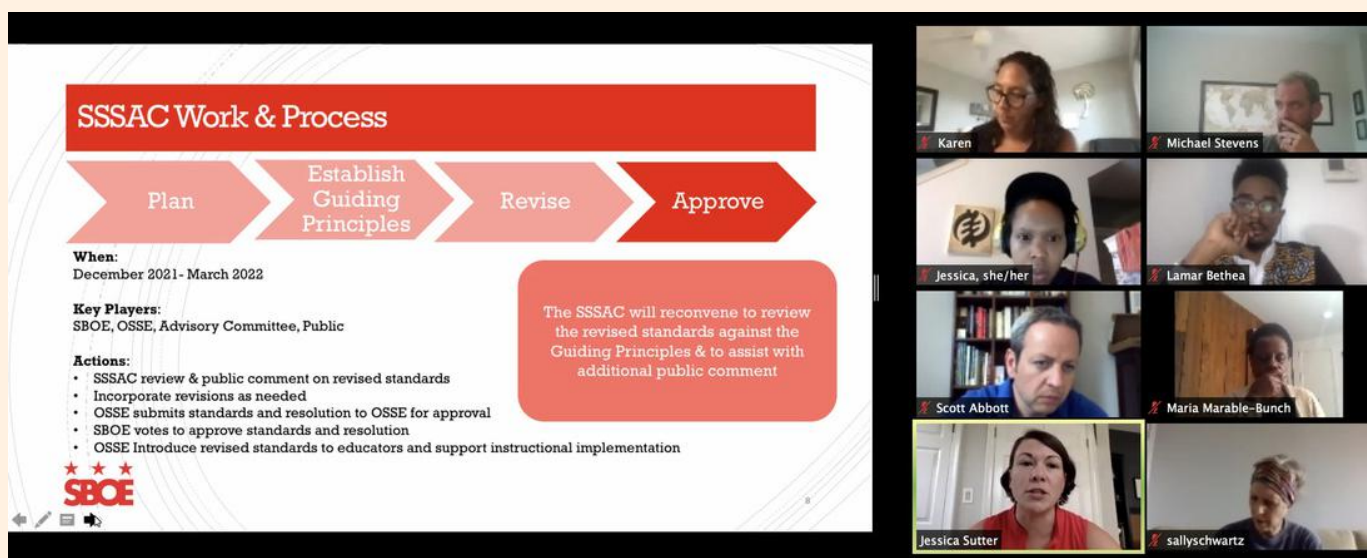 SSSAC Work & Process
Plan
Establish
Guiding
Principles
Revise
Approve
When:
December 2021- March 2022
Key Players:
SBOE, OSSE, Advisory Committee, Public
Actions:
• SSSAC review & public comment on revised standards
• Incorporate revisions as needed
• OSSE submits standards and resolution to OSSE for approval
• SBOE votes to approve standards and resolution
• OSSE Introduce revised standards to educators and support instructional implementation
The SSSAC will reconvene to review
the revised standards against the
Guiding Principles & to assist with
additional public comment
SBOE
8
Karen
Michael Stevens
Jessica, she/her
Lamar Bethea
Scott Abbott
Maria Marable-Bunch
Jessica Sutter
sallyschwartz